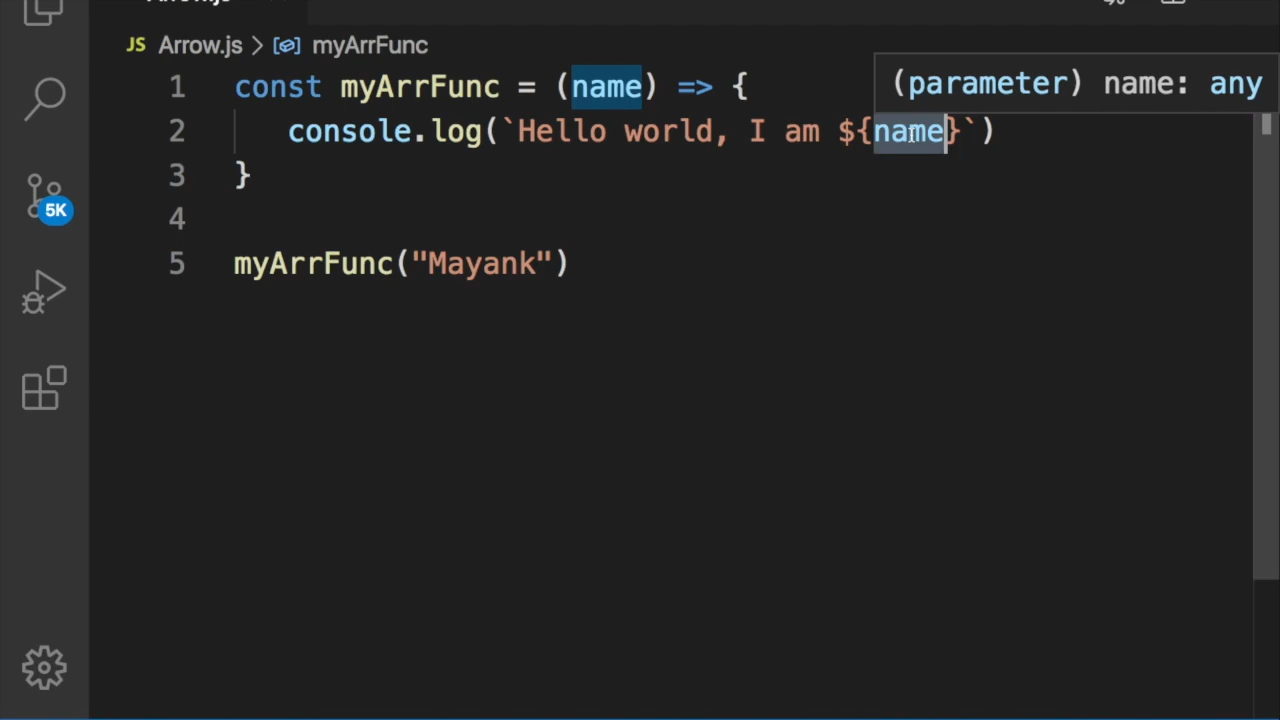 JS Arrow.js > myArrFunc
1 const myArrFunc = (name) => {
(parameter) name: any
2 console.log(`Hello world, I am ${name}`)
3 }
4
5 myArrFunc("Mayank")
5K